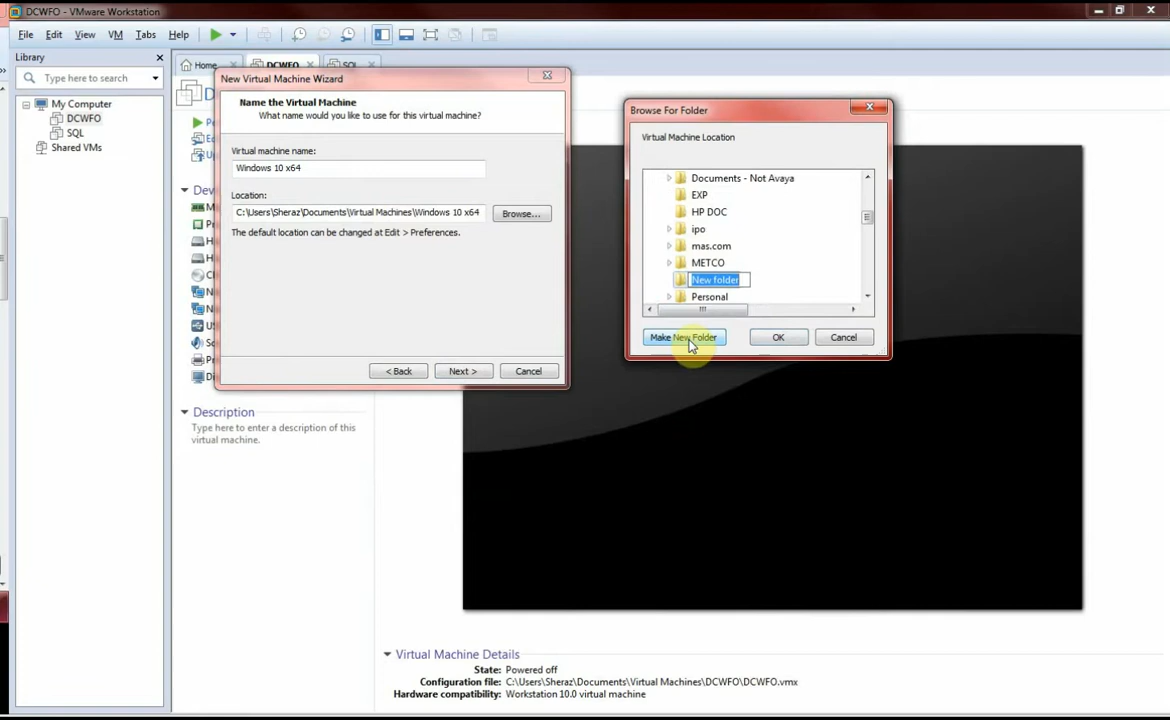 DCWFO - VMware Workstation
File Edit View VM Tabs Help
Library
Type here to search
My Computer
DCWFO
SQL
Shared VMs
Home DCWFO SQL
New Virtual Machine Wizard
Name the Virtual Machine
What name would you like to use for this virtual machine?
Virtual machine name:
Windows 10 x64
Location:
C:\Users\Sheraz\Documents\Virtual Machines\Windows 10 x64 Browse...
The default location can be changed at Edit > Preferences.
< Back Next > Cancel
Browse For Folder
Virtual Machine Location
Documents - Not Avaya
EXP
HP DOC
ipo
mas.com
METCO
New folder
Personal
Make New Folder OK Cancel
Description
Type here to enter a description of this
virtual machine.
Virtual Machine Details
State: Powered off
Configuration file: C:\Users\Sheraz\Documents\Virtual Machines\DCWFO\DCWFO.vmx
Hardware compatibility: Workstation 10.0 virtual machine